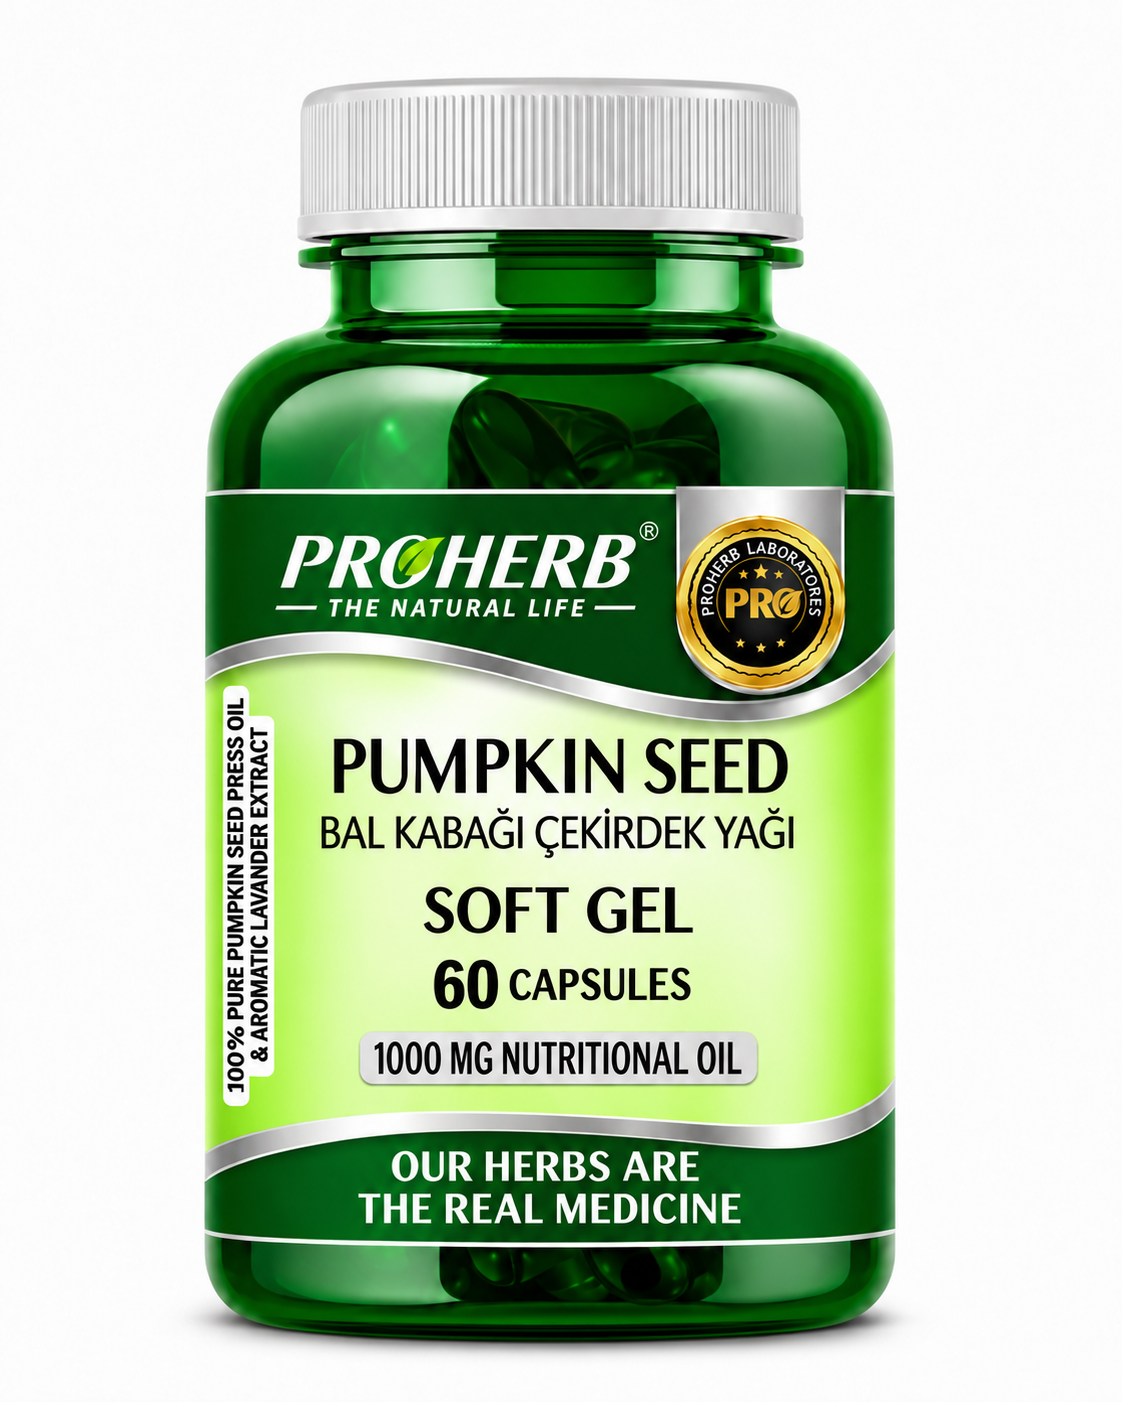 PROHERB®
THE NATURAL LIFE
PROHERB LABORATORES
PRO
100% PURE PUMPKIN SEED PRESS OIL
& AROMATIC LAVANDER EXTRACT
PUMPKIN SEED
BAL KABAĞI ÇEKİRDEK YAĞI
SOFT GEL
60 CAPSULES
1000 MG NUTRITIONAL OIL
OUR HERBS ARE
THE REAL MEDICINE